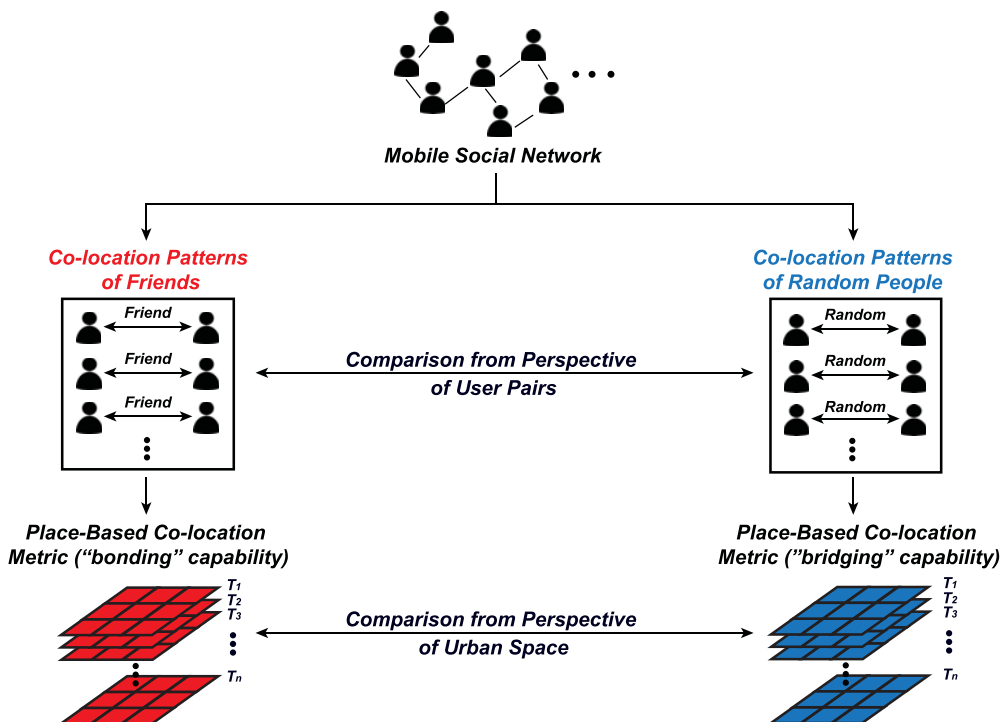 Mobile Social Network
Co-location Patterns
of Friends
Co-location Patterns
of Random People
Friend
Friend
Friend
Random
Random
Random
Comparison from Perspective
of User Pairs
Place-Based Co-location
Metric (“bonding” capability)
Place-Based Co-location
Metric (”bridging” capability)
T1
T2
T3
Tn
Comparison from Perspective
of Urban Space
T1
T2
T3
Tn